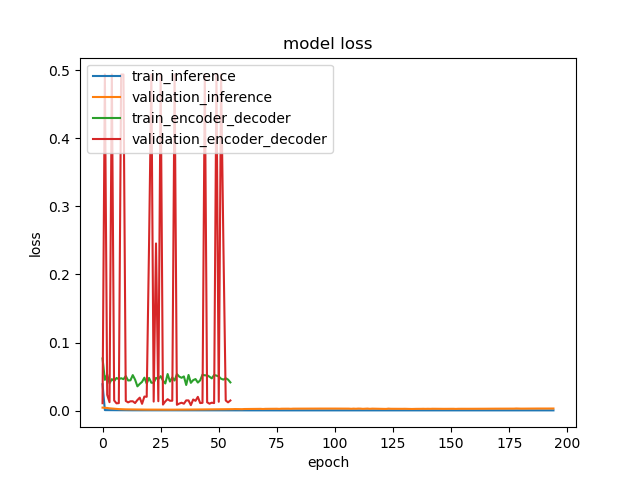 model loss
train_inference
validation_inference
train_encoder_decoder
validation_encoder_decoder
0.5
0.4
0.3
0.2
0.1
0.0
loss
0 25 50 75 100 125 150 175 200
epoch